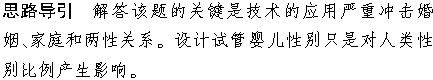 思路导引 解答该题的关键是技术的应用严重冲击婚
姻、家庭和两性关系。设计试管婴儿性别只是对人类性
别比例产生影响。